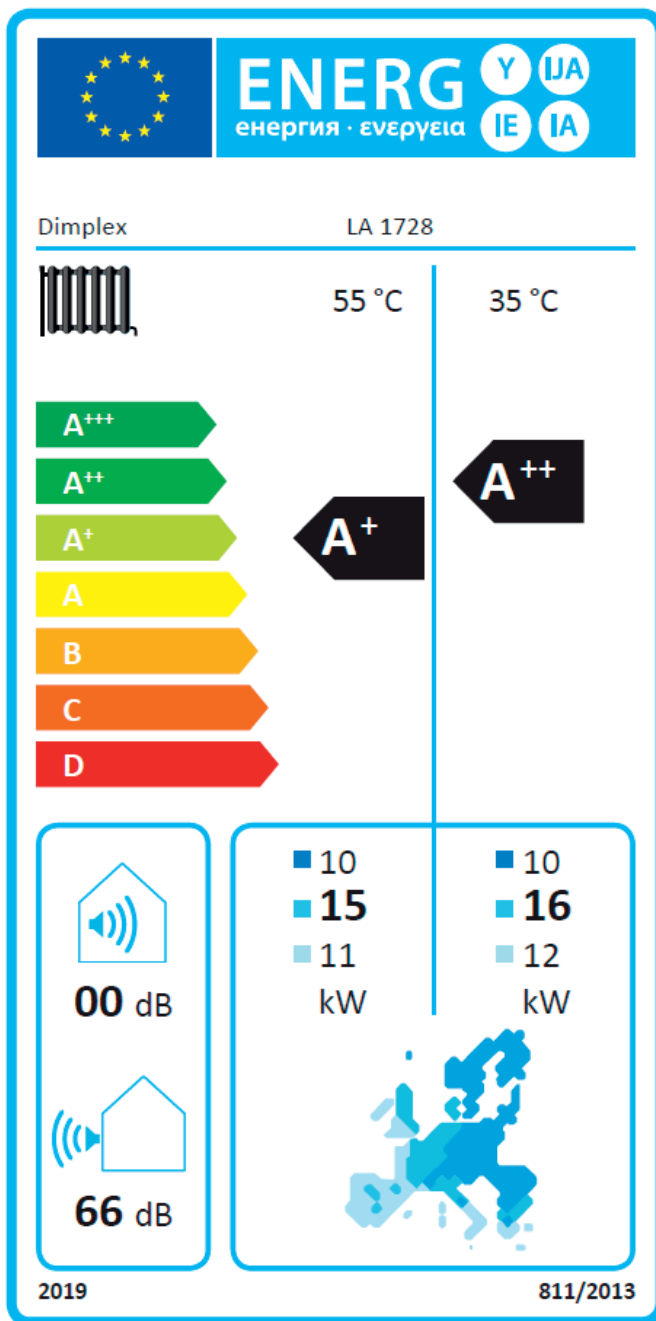 ENERG Y IJA
енергия · ενεργεια IE IA
Dimplex LA 1728
55 °C 35 °C
A+++
A++
A++
A+
A+
A
B
C
D
10 10
15 16
11 12
kW kW
00 dB
66 dB
2019 811/2013